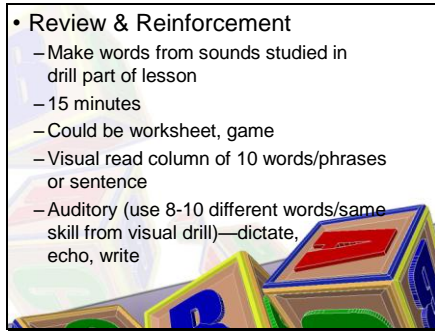 • Review & Reinforcement
–Make words from sounds studied in
drill part of lesson
–15 minutes
–Could be worksheet, game
–Visual read column of 10 words/phrases
or sentence
–Auditory (use 8-10 different words/same
skill from visual drill)—dictate,
echo, write